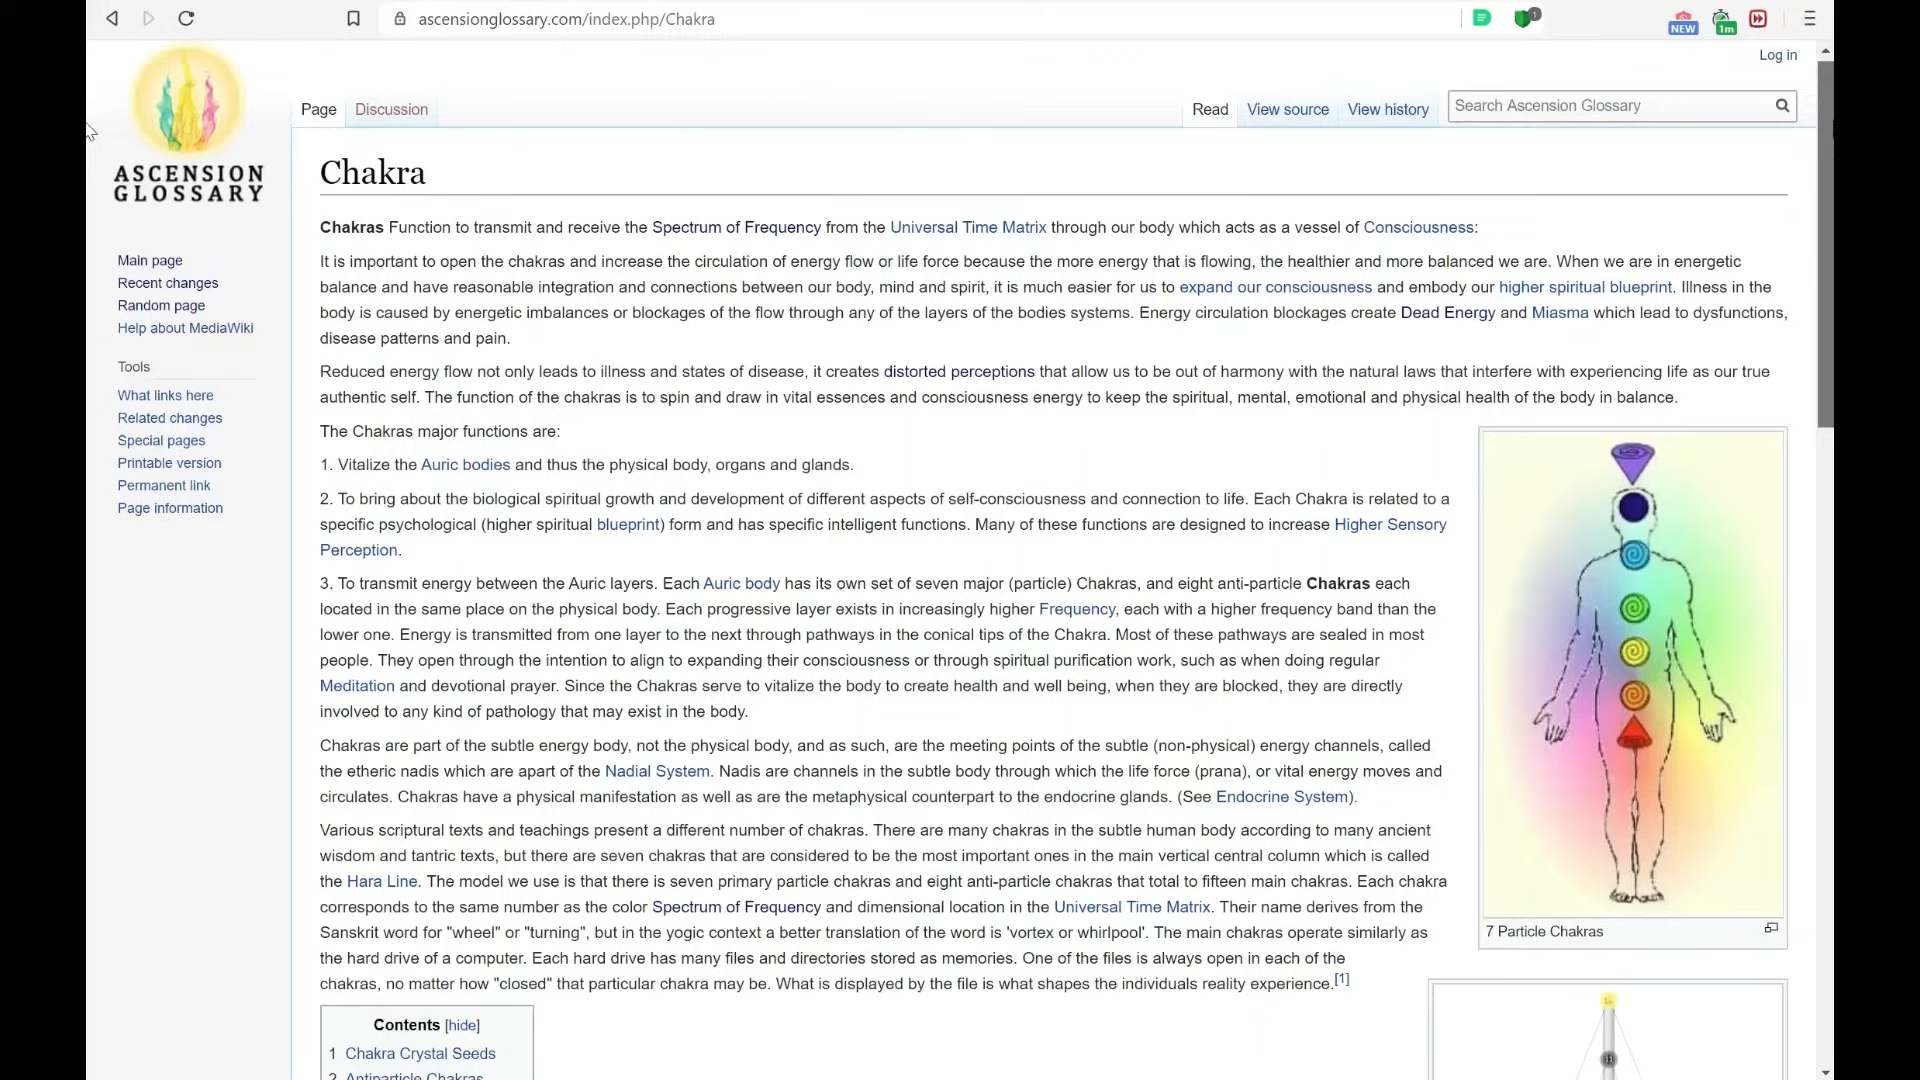 ascensionglossary.com/index.php/Chakra
1
NEW
1m
Log in
ASCENSION
GLOSSARY
Page
Discussion
Read
View source
View history
Search Ascension Glossary
Main page
Recent changes
Random page
Help about MediaWiki
Tools
What links here
Related changes
Special pages
Printable version
Permanent link
Page information
Chakra
Chakras Function to transmit and receive the Spectrum of Frequency from the Universal Time Matrix through our body which acts as a vessel of Consciousness:
It is important to open the chakras and increase the circulation of energy flow or life force because the more energy that is flowing, the healthier and more balanced we are. When we are in energetic
balance and have reasonable integration and connections between our body, mind and spirit, it is much easier for us to expand our consciousness and embody our higher spiritual blueprint. Illness in the
body is caused by energetic imbalances or blockages of the flow through any of the layers of the bodies systems. Energy circulation blockages create Dead Energy and Miasma which lead to dysfunctions,
disease patterns and pain.
Reduced energy flow not only leads to illness and states of disease, it creates distorted perceptions that allow us to be out of harmony with the natural laws that interfere with experiencing life as our true
authentic self. The function of the chakras is to spin and draw in vital essences and consciousness energy to keep the spiritual, mental, emotional and physical health of the body in balance.
The Chakras major functions are:
1. Vitalize the Auric bodies and thus the physical body, organs and glands.
2. To bring about the biological spiritual growth and development of different aspects of self-consciousness and connection to life. Each Chakra is related to a
specific psychological (higher spiritual blueprint) form and has specific intelligent functions. Many of these functions are designed to increase Higher Sensory
Perception.
3. To transmit energy between the Auric layers. Each Auric body has its own set of seven major (particle) Chakras, and eight anti-particle Chakras each
located in the same place on the physical body. Each progressive layer exists in increasingly higher Frequency, each with a higher frequency band than the
lower one. Energy is transmitted from one layer to the next through pathways in the conical tips of the Chakra. Most of these pathways are sealed in most
people. They open through the intention to align to expanding their consciousness or through spiritual purification work, such as when doing regular
Meditation and devotional prayer. Since the Chakras serve to vitalize the body to create health and well being, when they are blocked, they are directly
involved to any kind of pathology that may exist in the body.
Chakras are part of the subtle energy body, not the physical body, and as such, are the meeting points of the subtle (non-physical) energy channels, called
the etheric nadis which are apart of the Nadial System. Nadis are channels in the subtle body through which the life force (prana), or vital energy moves and
circulates. Chakras have a physical manifestation as well as are the metaphysical counterpart to the endocrine glands. (See Endocrine System).
Various scriptural texts and teachings present a different number of chakras. There are many chakras in the subtle human body according to many ancient
wisdom and tantric texts, but there are seven chakras that are considered to be the most important ones in the main vertical central column which is called
the Hara Line. The model we use is that there is seven primary particle chakras and eight anti-particle chakras that total to fifteen main chakras. Each chakra
corresponds to the same number as the color Spectrum of Frequency and dimensional location in the Universal Time Matrix. Their name derives from the
Sanskrit word for "wheel" or "turning", but in the yogic context a better translation of the word is 'vortex or whirlpool'. The main chakras operate similarly as
the hard drive of a computer. Each hard drive has many files and directories stored as memories. One of the files is always open in each of the
chakras, no matter how "closed" that particular chakra may be. What is displayed by the file is what shapes the individuals reality experience.[1]
7 Particle Chakras
Contents [hide]
1 Chakra Crystal Seeds
2 Antiparticle Chakras